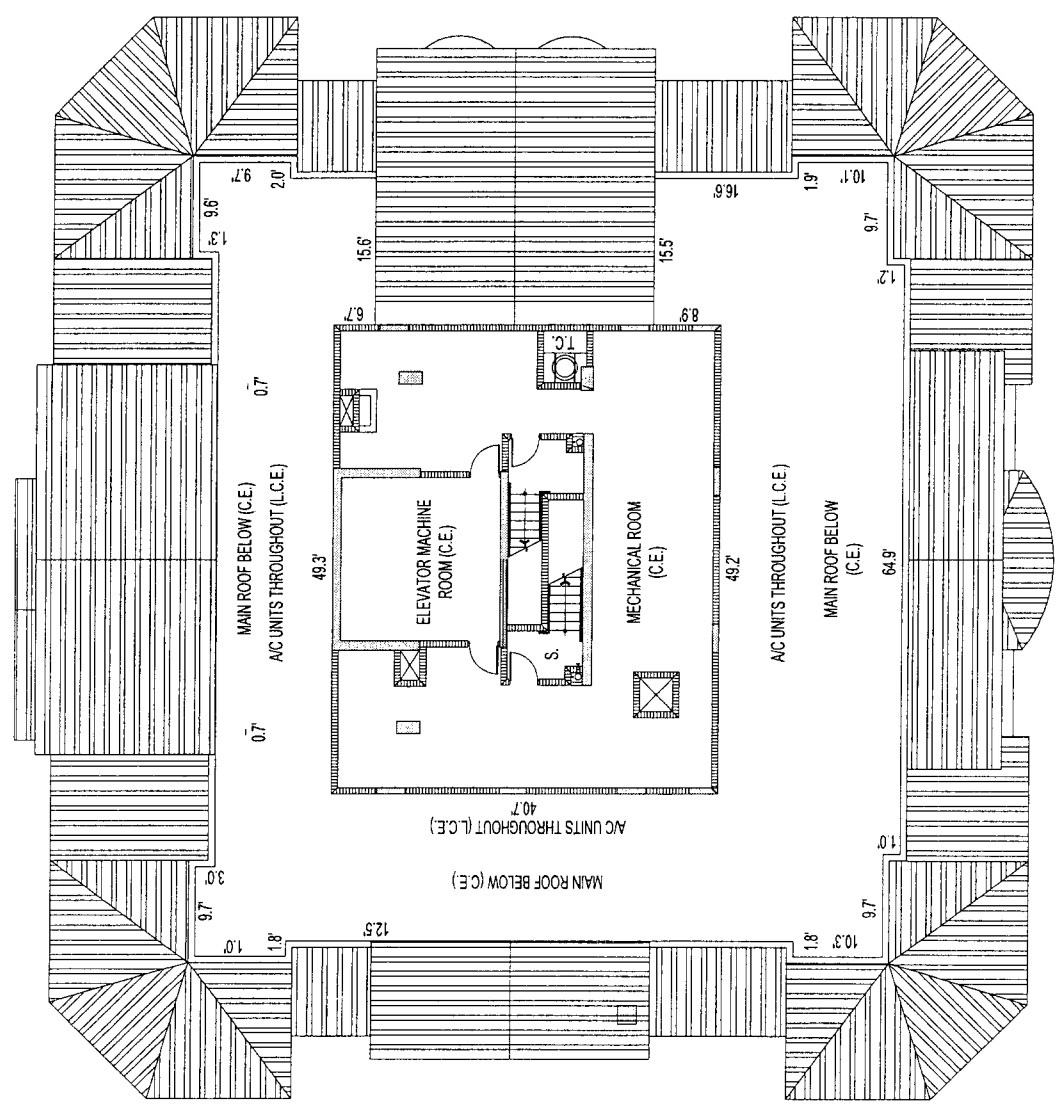 9.7'
2.0'
9.6'
1.3'
15.6'
15.5'
16.6'
1.9'
10.1'
9.7'
1.2'
6.7'
8.9'
T.C.
0.7'
MAIN ROOF BELOW (C.E.)
A/C UNITS THROUGHOUT (L.C.E.)
49.3'
ELEVATOR MACHINE
ROOM (C.E.)
S.
MECHANICAL ROOM
(C.E.)
49.2'
A/C UNITS THROUGHOUT (L.C.E.)
MAIN ROOF BELOW
(C.E.)
64.9'
0.7'
40.7'
A/C UNITS THROUGHOUT (L.C.E.)
MAIN ROOF BELOW (C.E.)
3.0'
9.7'
1.0'
1.8'
12.5'
1.0'
9.7'
1.8'
10.3'